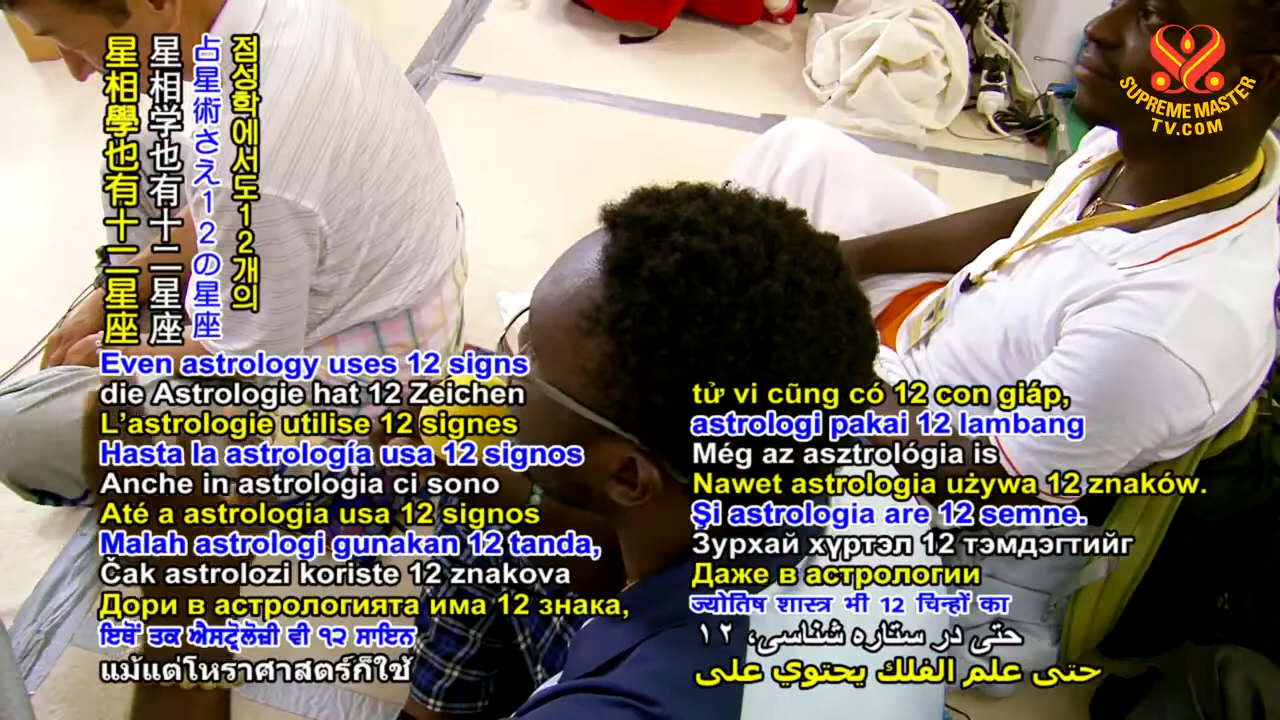 星相學也有十二星座
星相学也有十二星座
占星術さえ12の星座
점성학에서도12개의
Even astrology uses 12 signs
die Astrologie hat 12 Zeichen
L'astrologie utilise 12 signes
Hasta la astrología usa 12 signos
Anche in astrologia ci sono
Até a astrologia usa 12 signos
Malah astrologi gunakan 12 tanda,
Čak astrolozi koriste 12 znakova
Дори в астрологията има 12 знака,
ਇਥੋਂ ਤਕ ਐਸਟ੍ਰੋਲੋਜ਼ੀ ਵੀ ੧੨ ਸਾਇਨ
แม้แต่โหราศาสตร์ก็ใช้
tử vi cũng có 12 con giáp,
astrologi pakai 12 lambang
Még az asztrológia is
Nawet astrologia używa 12 znaków.
Şi astrologia are 12 semne.
Зурхай хүртэл 12 тэмдэгтийг
Даже в астрологии
ज्योतिष शास्त्र भी 12 चिन्हों का
حتی در ستاره شناسی، ۱۲
حتى علم الفلك يحتوي على
SUPREME MASTER
TV.COM